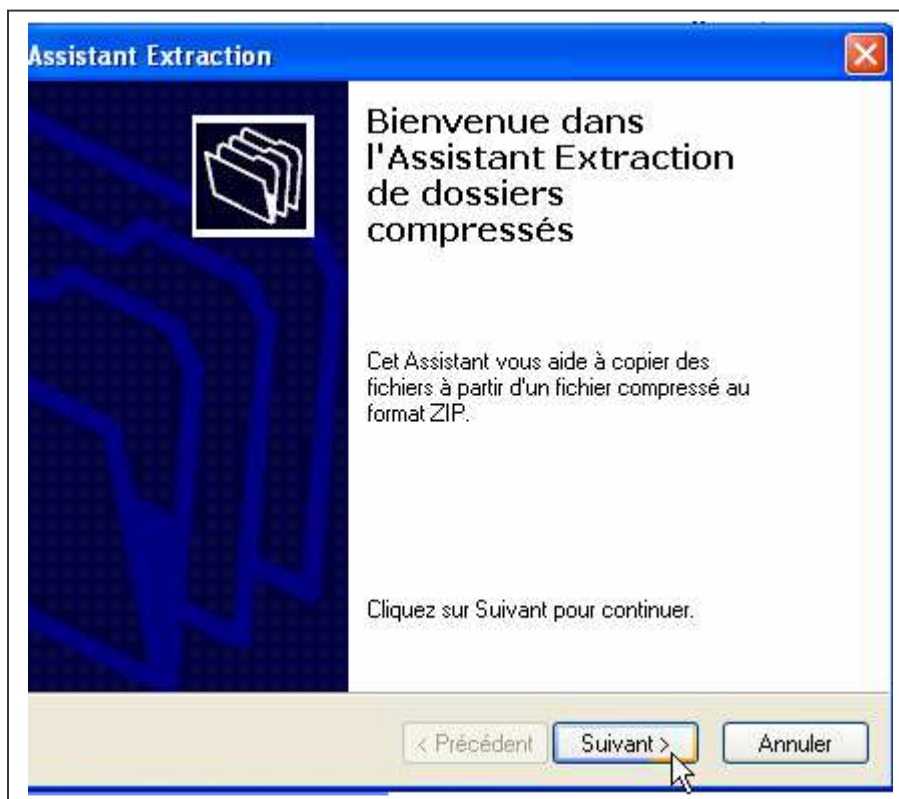 Assistant Extraction
Bienvenue dans
l'Assistant Extraction
de dossiers
compressés
Cet Assistant vous aide à copier des
fichiers à partir d'un fichier compressé au
format ZIP.
Cliquez sur Suivant pour continuer.
< Précédent
Suivant >
Annuler